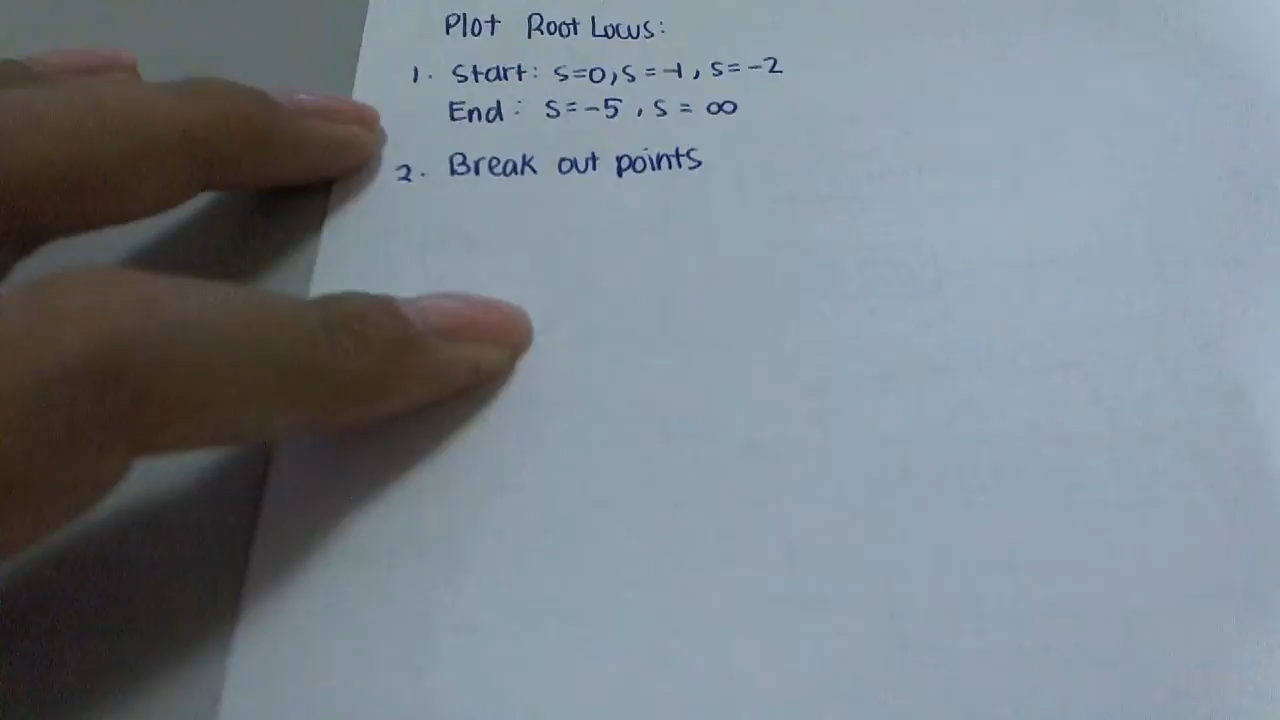 Plot Root Locus:
1. Start: s=0, s=-1, s=-2
End: s=-5, s=∞
2. Break out points